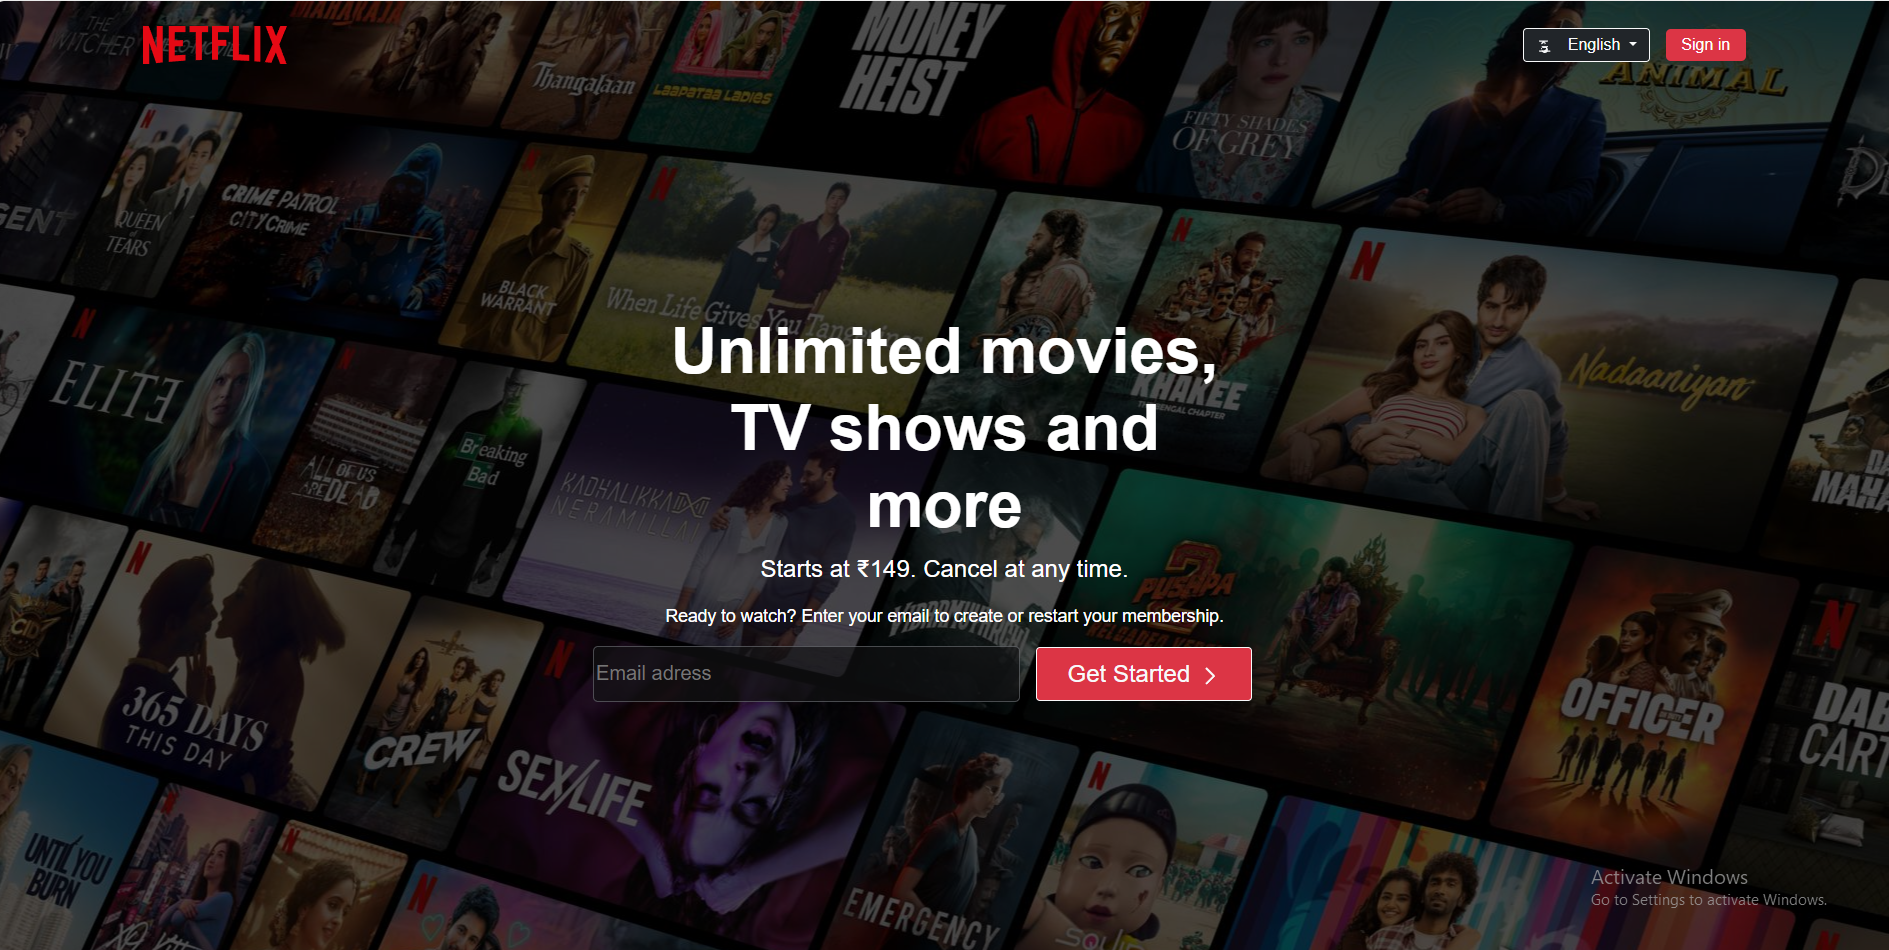 THE
WITCHER
MAHARAJA
NETFLIX
Thangalaan
LAAPATAA LADIES
MONEY
HEIST
FIFTY SHADES
OF GREY
English
Sign in
ANIMAL
QUEEN
of
TEARS
CRIME PATROL
CITY CRIME
BLACK
WARRANT
When Life Gives You Tangerines
ELITE
ALL OF US
ARE DEAD
Breaking
Bad
Unlimited movies,
TV shows and
more
KHAKEE
THE BENGAL CHAPTER
Nadaaniyan
KADHALIKKA
NERAMILLAI
Starts at ₹149. Cancel at any time.
Ready to watch? Enter your email to create or restart your membership.
Email adress
Get Started
PUSHPA
2
RELOADED
CID
365 DAYS
THIS DAY
CREW
SEX/LIFE
OFFICER
DAB
CART
UNTIL YOU
BURN
EMERGENCY
Activate Windows
Go to Settings to activate Windows.